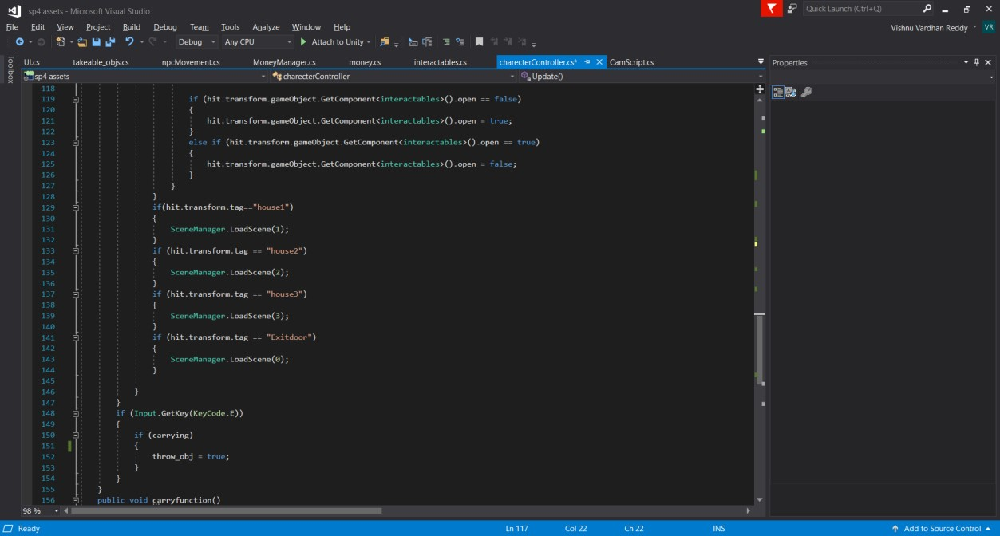 sp4 assets - Microsoft Visual Studio
Quick Launch (Ctrl+Q)
File Edit View Project Build Debug Team Tools Analyze Window Help
Vishnu Vardhan Reddy VR
Debug Any CPU Attach to Unity
Toolbox
UI.cs takeable_objs.cs npcMovement.cs MoneyManager.cs money.cs interactables.cs charecterController.cs* CamScript.cs
Properties
sp4 assets charecterController Update()
118
119 if (hit.transform.gameObject.GetComponent<interactables>().open == false)
120 {
121 hit.transform.gameObject.GetComponent<interactables>().open = true;
122 }
123 else if (hit.transform.gameObject.GetComponent<interactables>().open == true)
124 {
125 hit.transform.gameObject.GetComponent<interactables>().open = false;
126 }
127 }
128 }
129 if(hit.transform.tag=="house1")
130 {
131 SceneManager.LoadScene(1);
132 }
133 if (hit.transform.tag == "house2")
134 {
135 SceneManager.LoadScene(2);
136 }
137 if (hit.transform.tag == "house3")
138 {
139 SceneManager.LoadScene(3);
140 }
141 if (hit.transform.tag == "Exitdoor")
142 {
143 SceneManager.LoadScene(0);
144 }
145
146 }
147 }
148 if (Input.GetKey(KeyCode.E))
149 {
150 if (carrying)
151 {
152 throw_obj = true;
153 }
154 }
155 }
156 public void carryfunction()
98 %
Ready Ln 117 Col 22 Ch 22 INS Add to Source Control